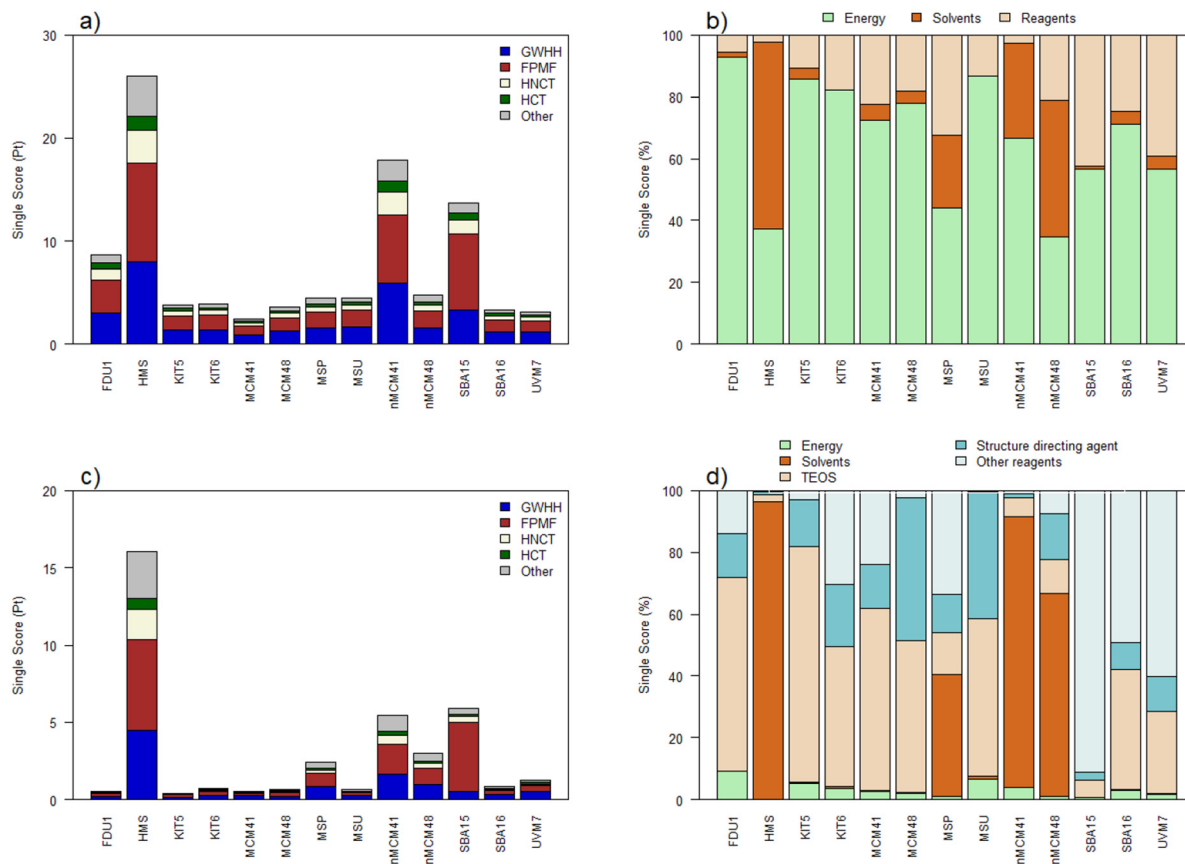 a)
30
20
10
0
Single Score (Pt)
GWHH
FPMF
HNCT
HCT
Other
FDU1
HMS
KIT5
KIT6
MCM41
MCM48
MSP
MSU
nMCM41
nMCM48
SBA15
SBA16
UVM7
b)
Energy Solvents Reagents
100
80
60
40
20
0
Single Score (%)
FDU1
HMS
KIT5
KIT6
MCM41
MCM48
MSP
MSU
nMCM41
nMCM48
SBA15
SBA16
UVM7
c)
20
15
10
5
0
Single Score (Pt)
GWHH
FPMF
HNCT
HCT
Other
FDU1
HMS
KIT5
KIT6
MCM41
MCM48
MSP
MSU
nMCM41
nMCM48
SBA15
SBA16
UVM7
Energy Structure directing agent
Solvents Other reagents
TEOS
d)
100
80
60
40
20
0
Single Score (%)
FDU1
HMS
KIT5
KIT6
MCM41
MCM48
MSP
MSU
nMCM41
nMCM48
SBA15
SBA16
UVM7